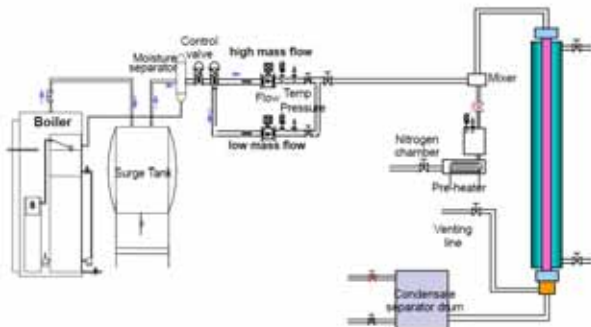 Control
valve
Moisture
separator
high mass flow
Flow
Temp
Pressure
low mass flow
Boiler
Surge Tank
Mixer
Nitrogen
chamber
Pre-heater
Venting
line
Condensate
separator drum